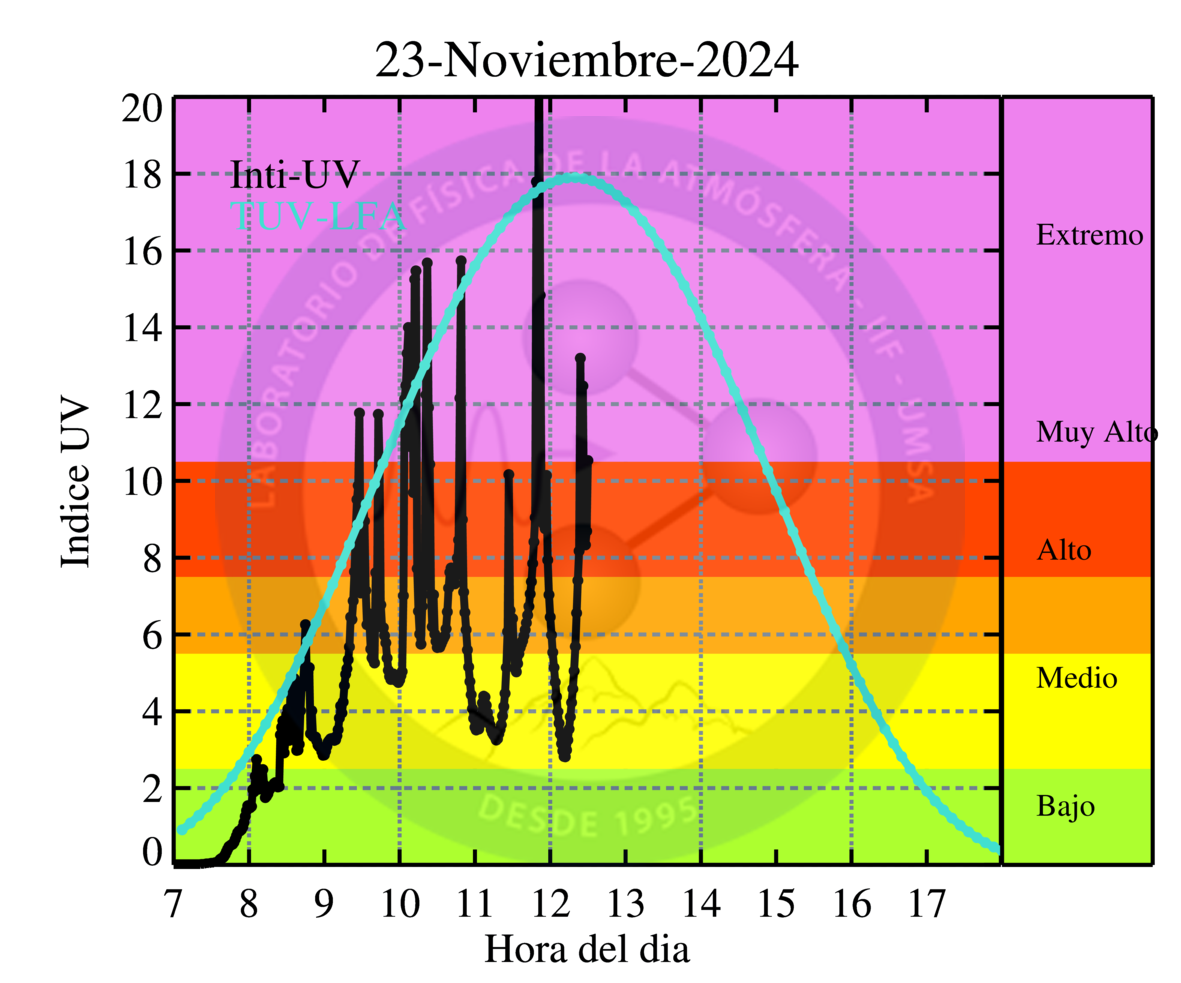 23-Noviembre-2024
20
18
16
14
12
10
8
6
4
2
0
Indice UV
Inti-UV
TUV-LFA
LABORATORIO DE FÍSICA DE LA ATMÓSFERA - IIF - UMSA
DESDE 1995
Extremo
Muy Alto
Alto
Medio
Bajo
7 8 9 10 11 12 13 14 15 16 17
Hora del dia